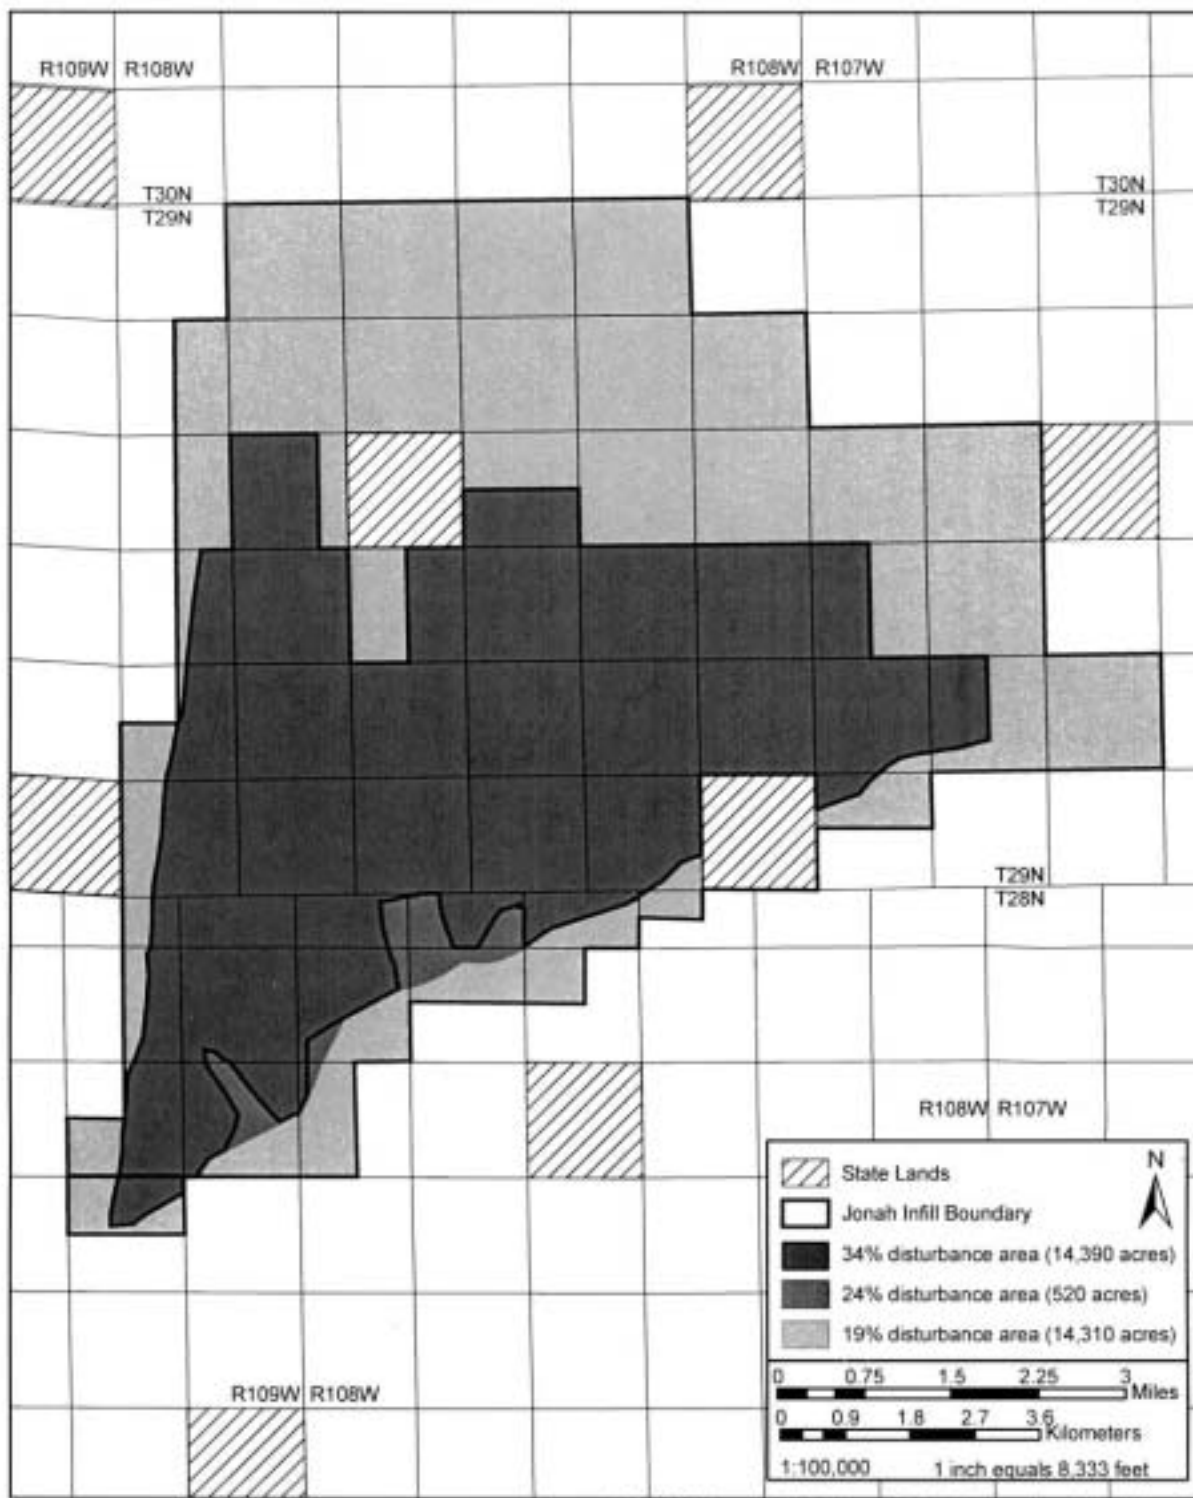 R109W R108W
R108W R107W
T30N
T29N
T30N
T29N
T29N
T28N
R108W R107W
N
State Lands
Jonah Infill Boundary
34% disturbance area (14,390 acres)
24% disturbance area (520 acres)
19% disturbance area (14,310 acres)
0 0.75 1.5 2.25 3
Miles
0 0.9 1.8 2.7 3.6
Kilometers
1:100,000 1 inch equals 8,333 feet
R109W R108W